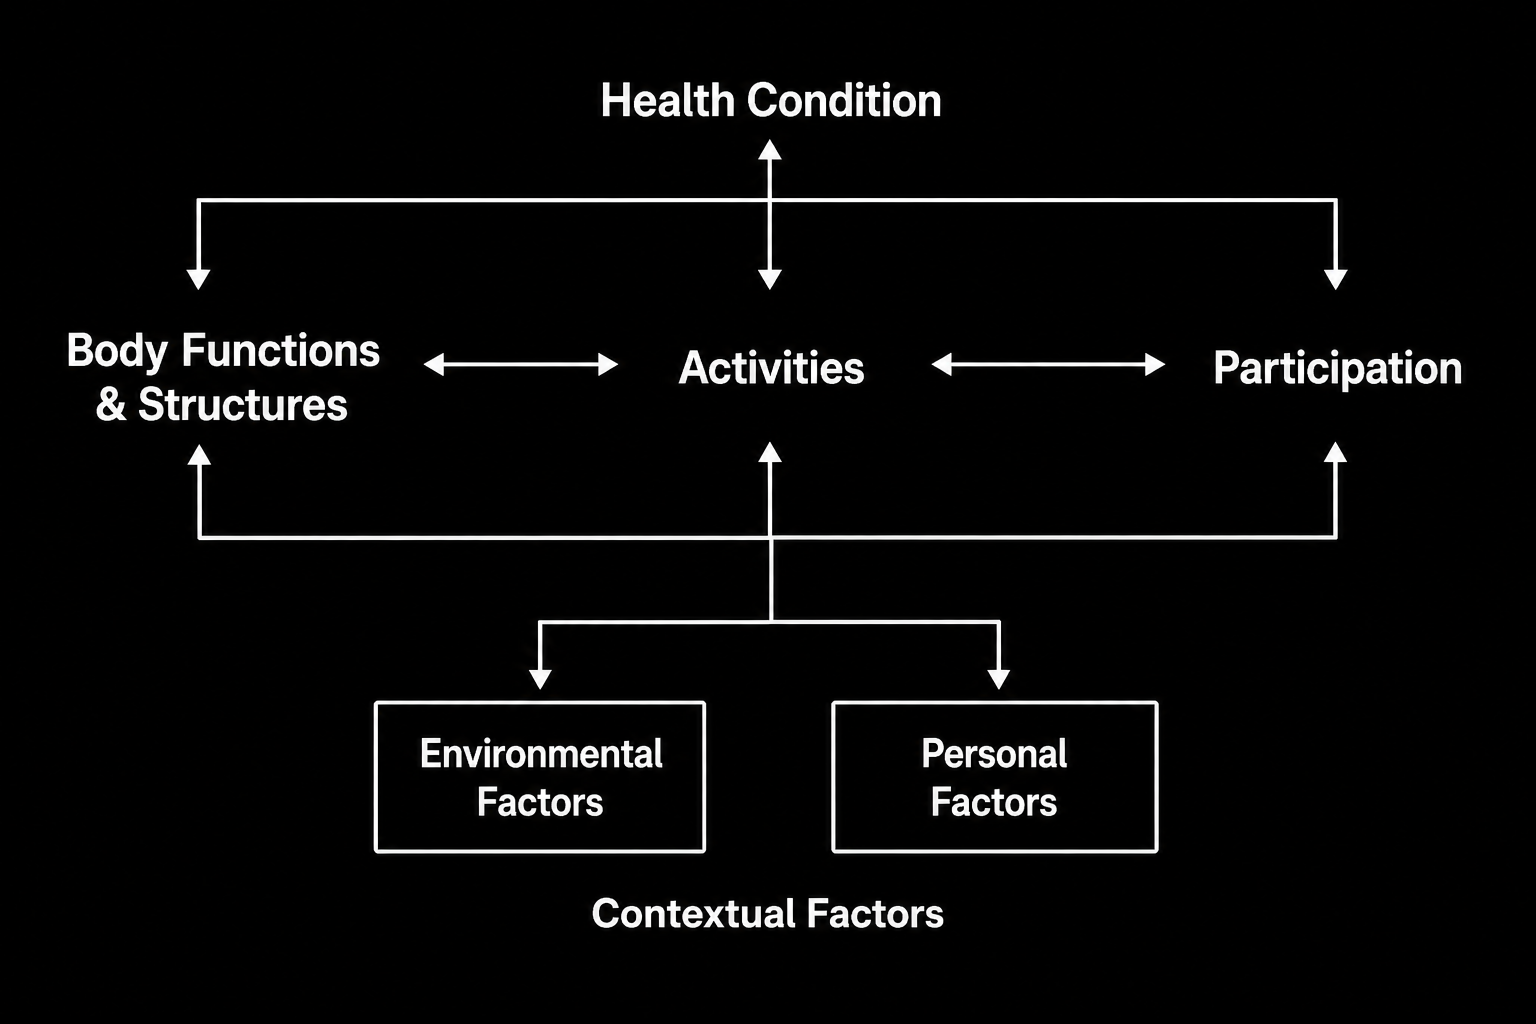 Health Condition
Body Functions
& Structures
Activities
Participation
Environmental
Factors
Personal
Factors
Contextual Factors